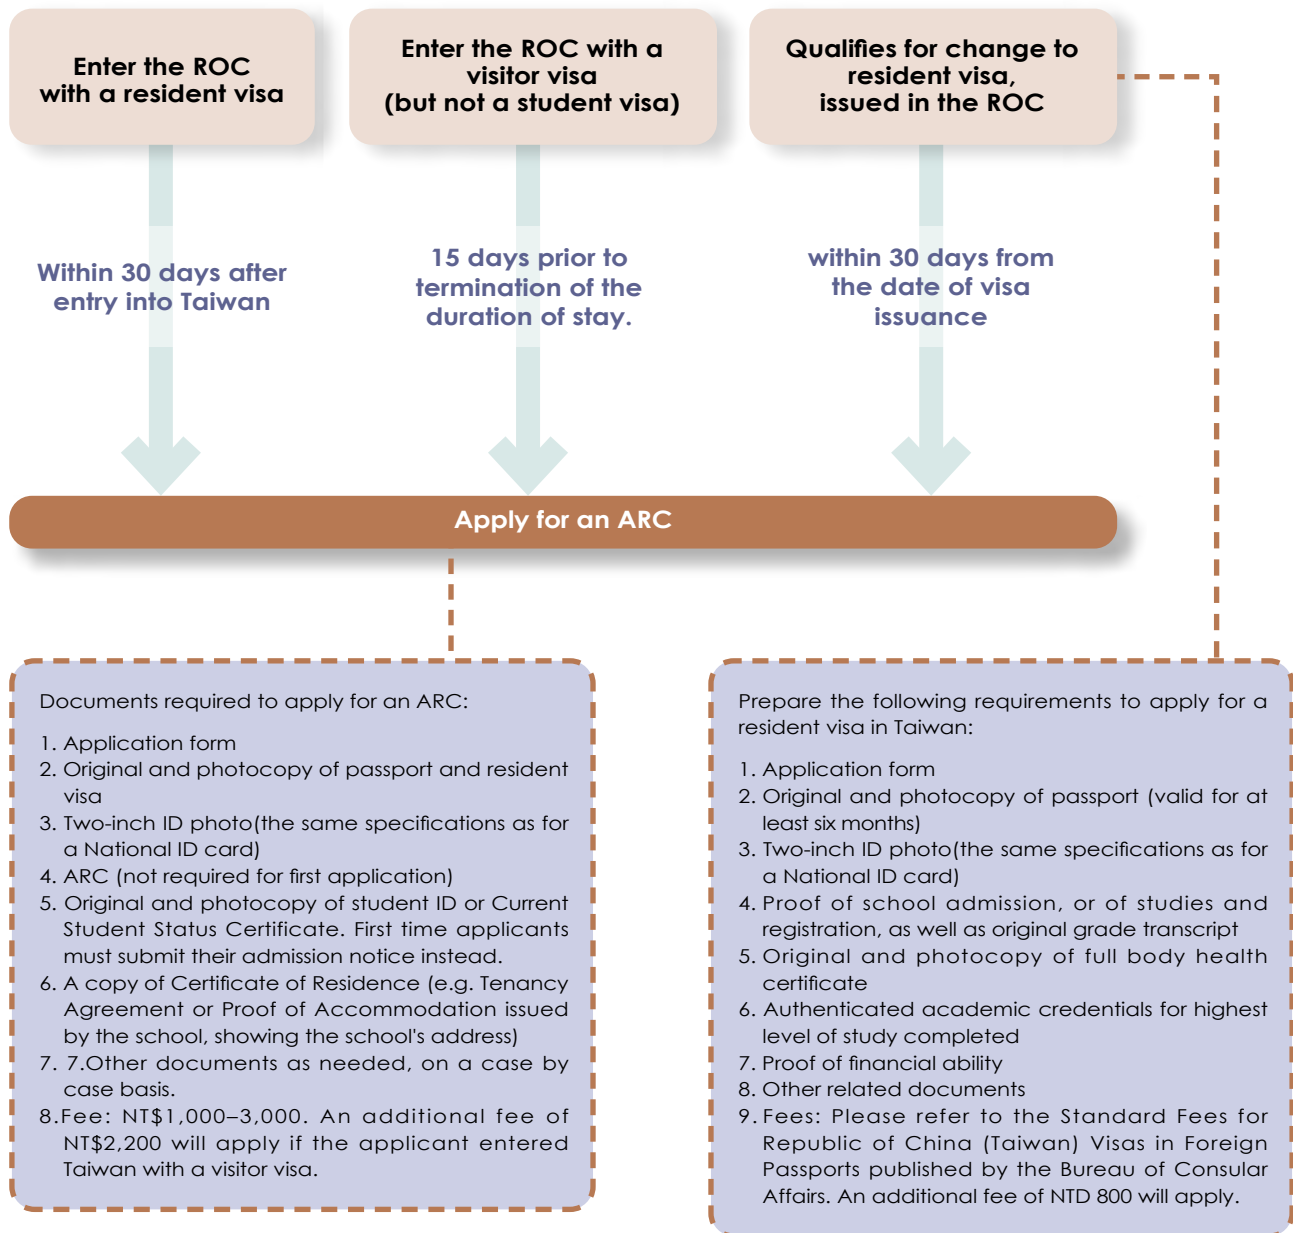 Enter the ROC
with a resident visa
Enter the ROC with a
visitor visa
(but not a student visa)
Qualifies for change to
resident visa,
issued in the ROC
Within 30 days after
entry into Taiwan
15 days prior to
termination of the
duration of stay.
within 30 days from
the date of visa
issuance
Apply for an ARC
Documents required to apply for an ARC:
1. Application form
2. Original and photocopy of passport and resident
visa
3. Two-inch ID photo(the same specifications as for
a National ID card)
4. ARC (not required for first application)
5. Original and photocopy of student ID or Current
Student Status Certificate. First time applicants
must submit their admission notice instead.
6. A copy of Certificate of Residence (e.g. Tenancy
Agreement or Proof of Accommodation issued
by the school, showing the school's address)
7. 7.Other documents as needed, on a case by
case basis.
8.Fee: NT$1,000–3,000. An additional fee of
NT$2,200 will apply if the applicant entered
Taiwan with a visitor visa.
Prepare the following requirements to apply for a
resident visa in Taiwan:
1. Application form
2. Original and photocopy of passport (valid for at
least six months)
3. Two-inch ID photo(the same specifications as for
a National ID card)
4. Proof of school admission, or of studies and
registration, as well as original grade transcript
5. Original and photocopy of full body health
certificate
6. Authenticated academic credentials for highest
level of study completed
7. Proof of financial ability
8. Other related documents
9. Fees: Please refer to the Standard Fees for
Republic of China (Taiwan) Visas in Foreign
Passports published by the Bureau of Consular
Affairs. An additional fee of NTD 800 will apply.